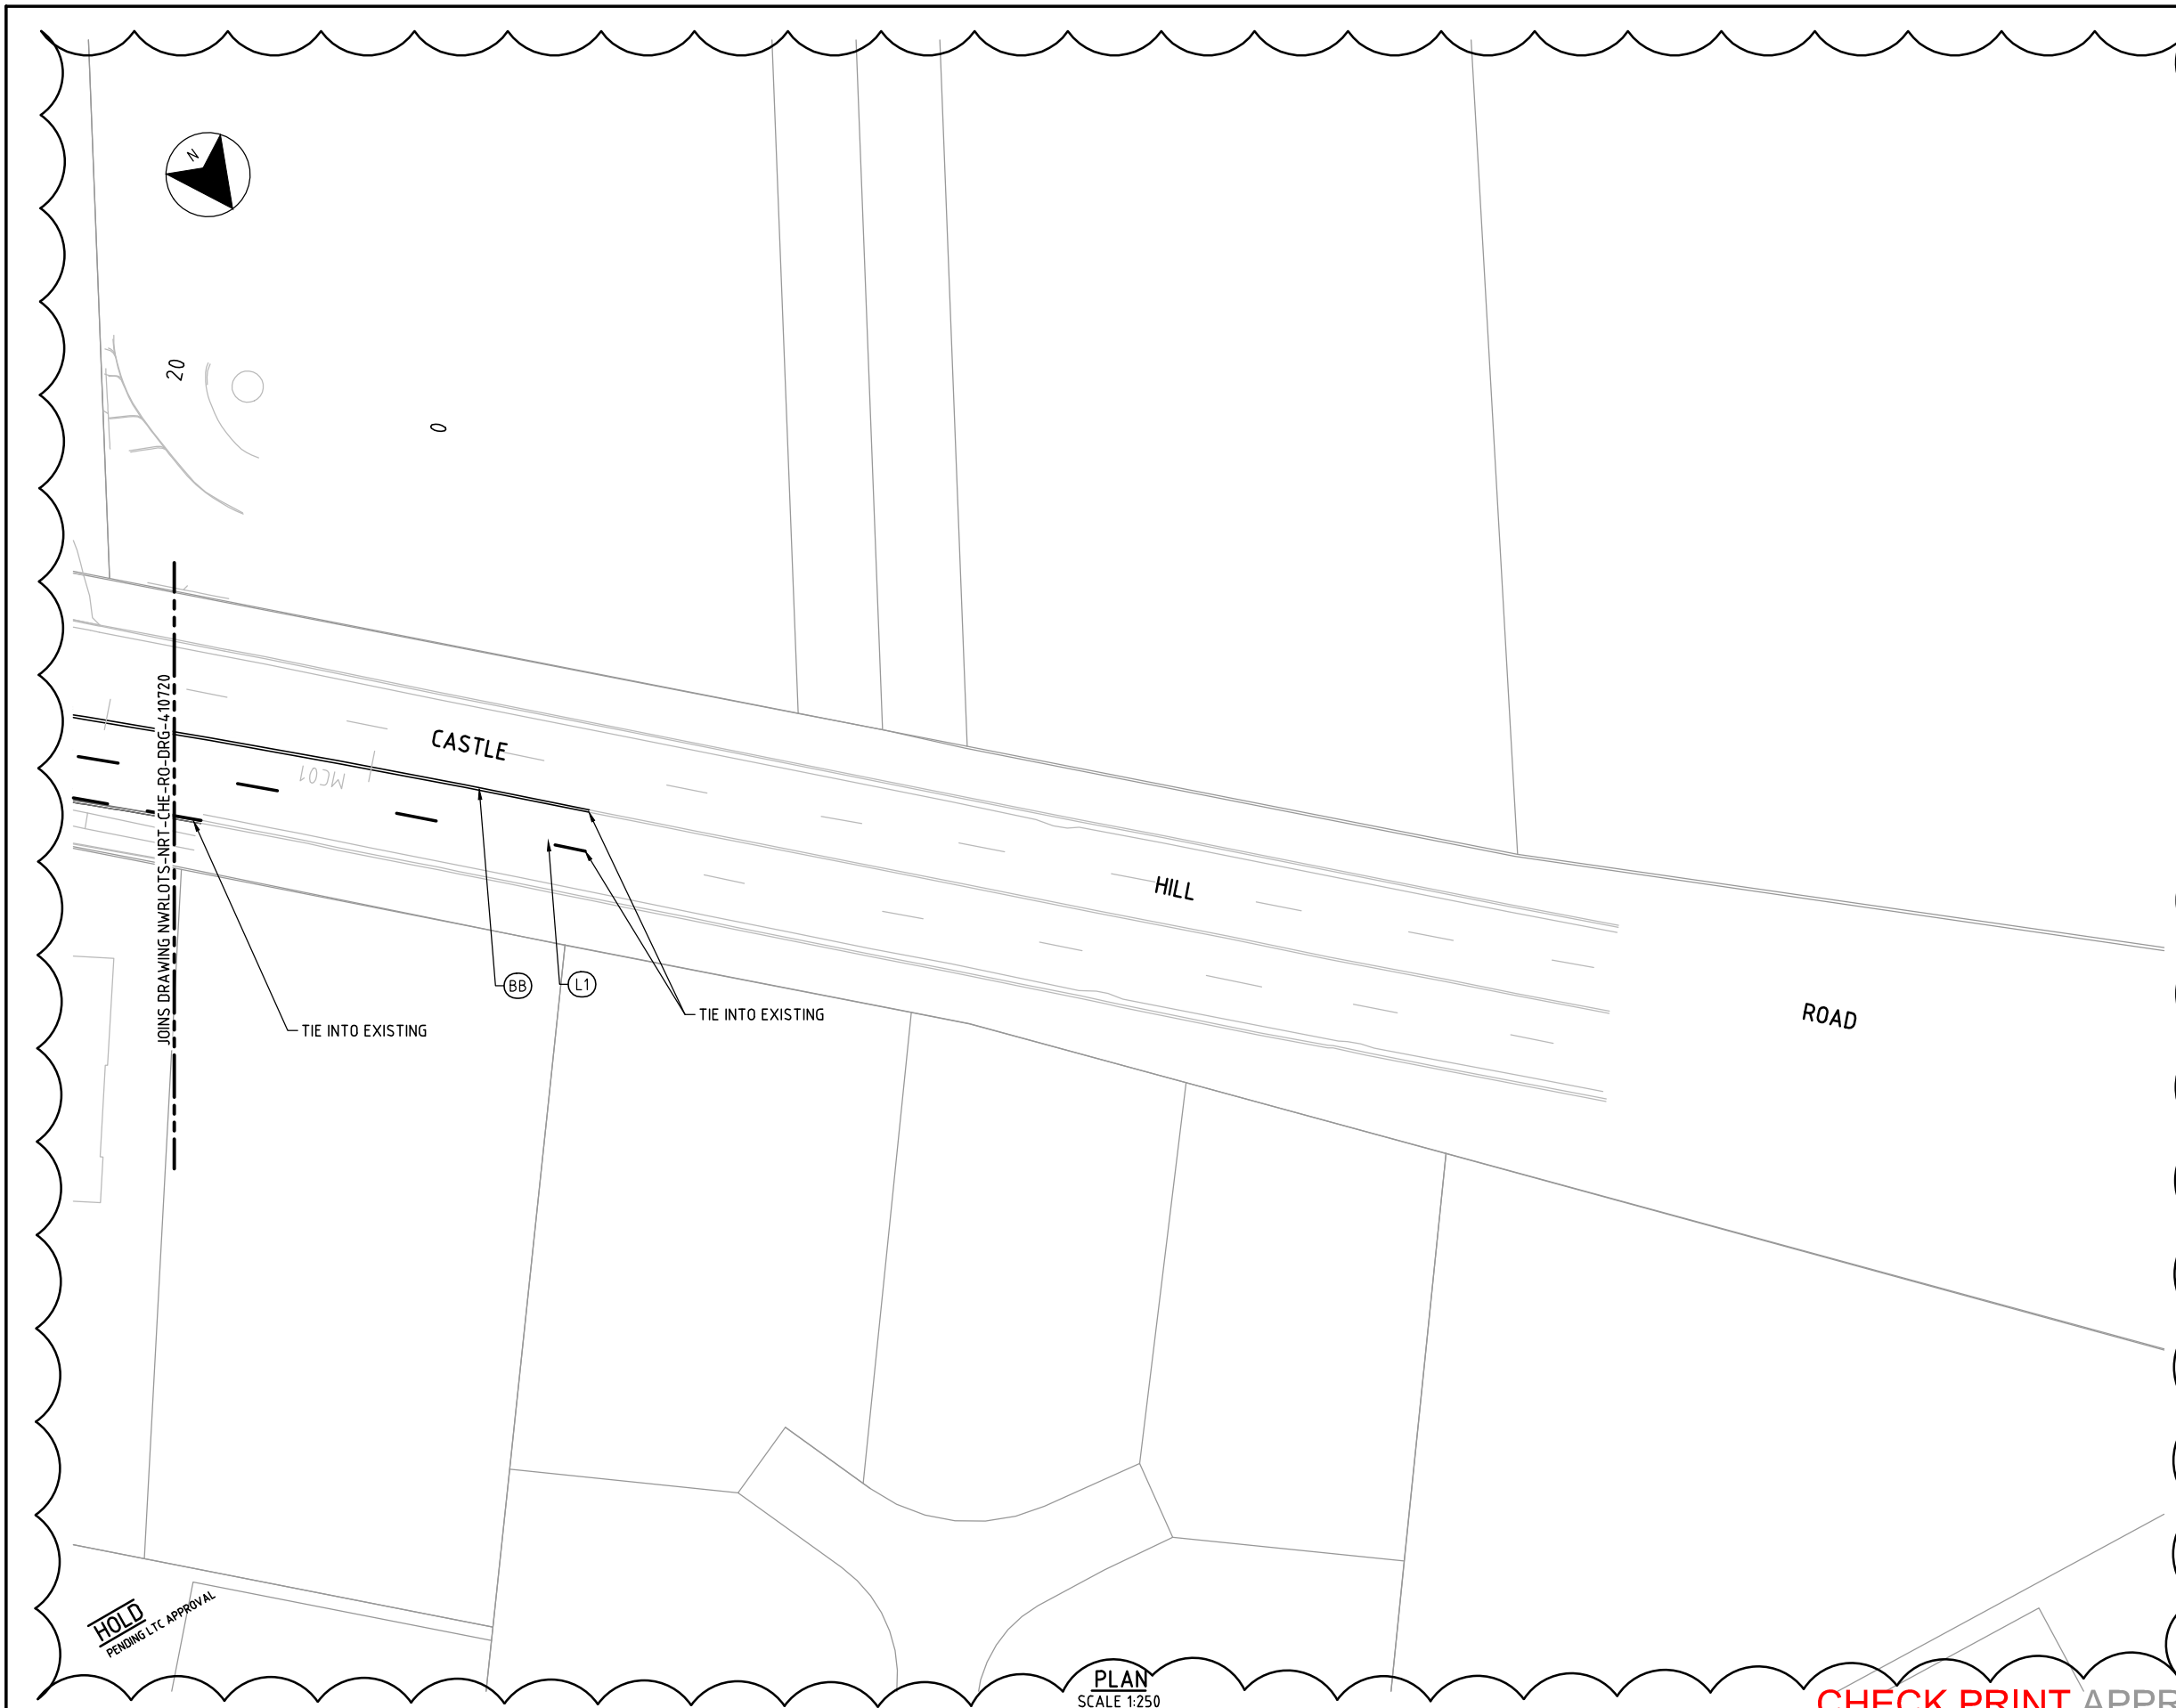 N
20
0
JOINS DRAWING NWRLOTS-NRT-CHE-RO-DRG-410720
CASTLE
MC01
HILL
ROAD
BB
L1
TIE INTO EXISTING
TIE INTO EXISTING
HOLD
PENDING LTC APPROVAL
PLAN
SCALE 1:250
CHECK PRINT APPR